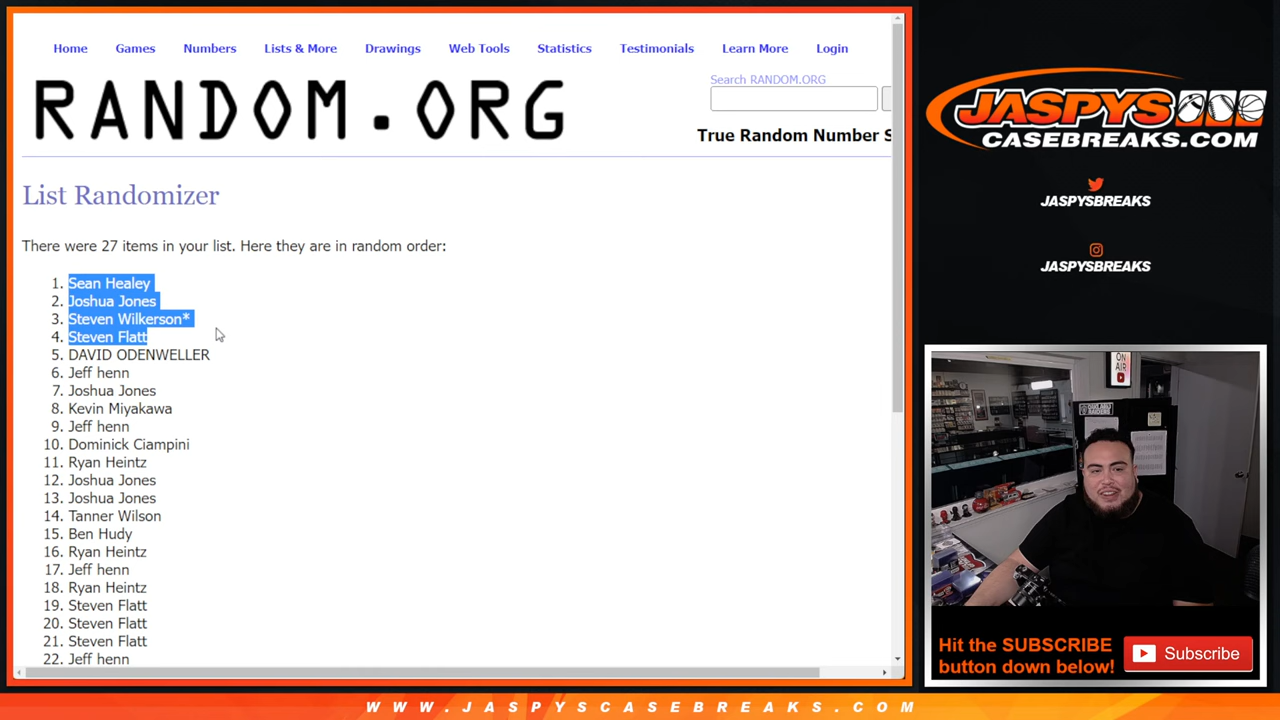 Home Games Numbers Lists & More Drawings Web Tools Statistics Testimonials Learn More Login
RANDOM.ORG
Search RANDOM.ORG
True Random Number S
List Randomizer
There were 27 items in your list. Here they are in random order:
1. Sean Healey
2. Joshua Jones
3. Steven Wilkerson*
4. Steven Flatt
5. DAVID ODENWELLER
6. Jeff henn
7. Joshua Jones
8. Kevin Miyakawa
9. Jeff henn
10. Dominick Ciampini
11. Ryan Heintz
12. Joshua Jones
13. Joshua Jones
14. Tanner Wilson
15. Ben Hudy
16. Ryan Heintz
17. Jeff henn
18. Ryan Heintz
19. Steven Flatt
20. Steven Flatt
21. Steven Flatt
22. Jeff henn
JASPYS
CASEBREAKS.COM
JASPYSBREAKS
JASPYSBREAKS
ON
AIR
OAKLAND
RAIDERS
Hit the SUBSCRIBE
button down below!
Subscribe
WWW.JASPYSCASEBREAKS.COM